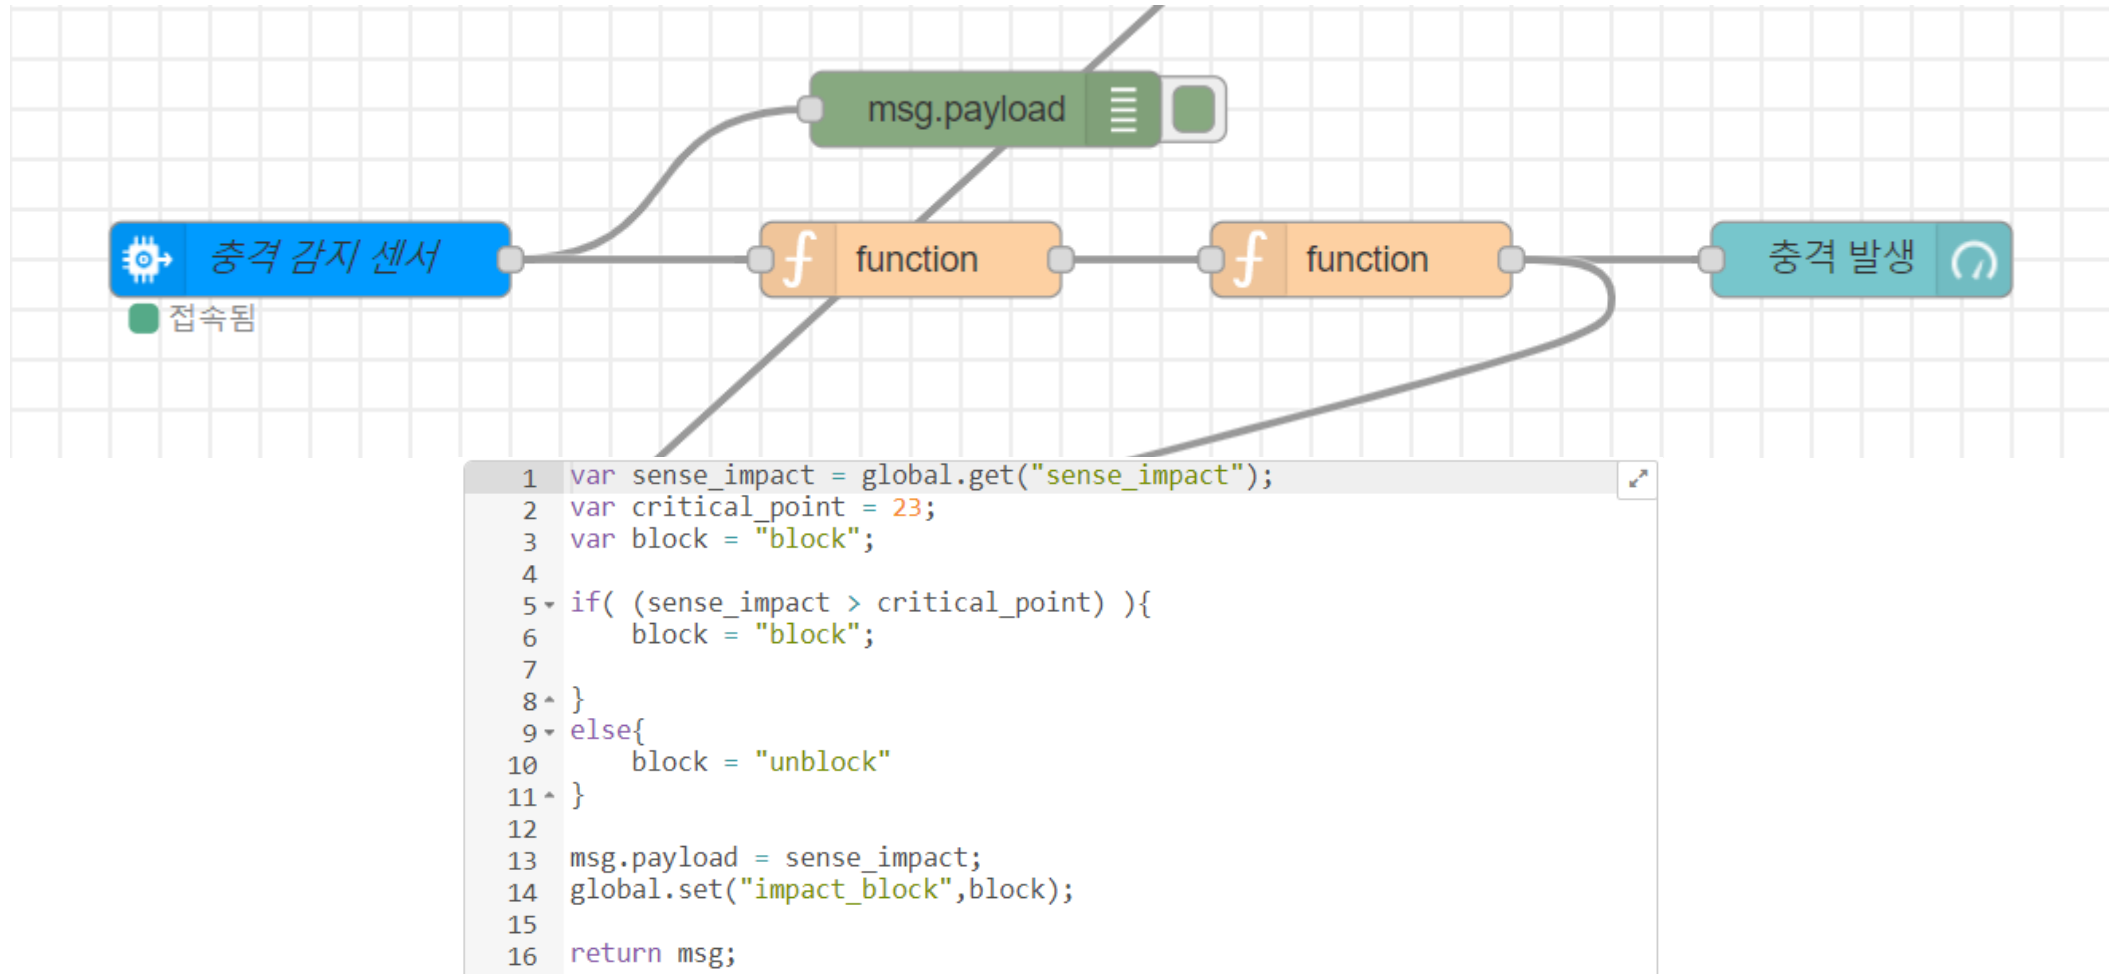 msg.payload
충격 감지 센서
function
function
충격 발생
접속됨
1 var sense_impact = global.get("sense_impact");
2 var critical_point = 23;
3 var block = "block";
4
5 if( (sense_impact > critical_point) ){
6 block = "block";
7
8 }
9 else{
10 block = "unblock"
11 }
12
13 msg.payload = sense_impact;
14 global.set("impact_block",block);
15
16 return msg;